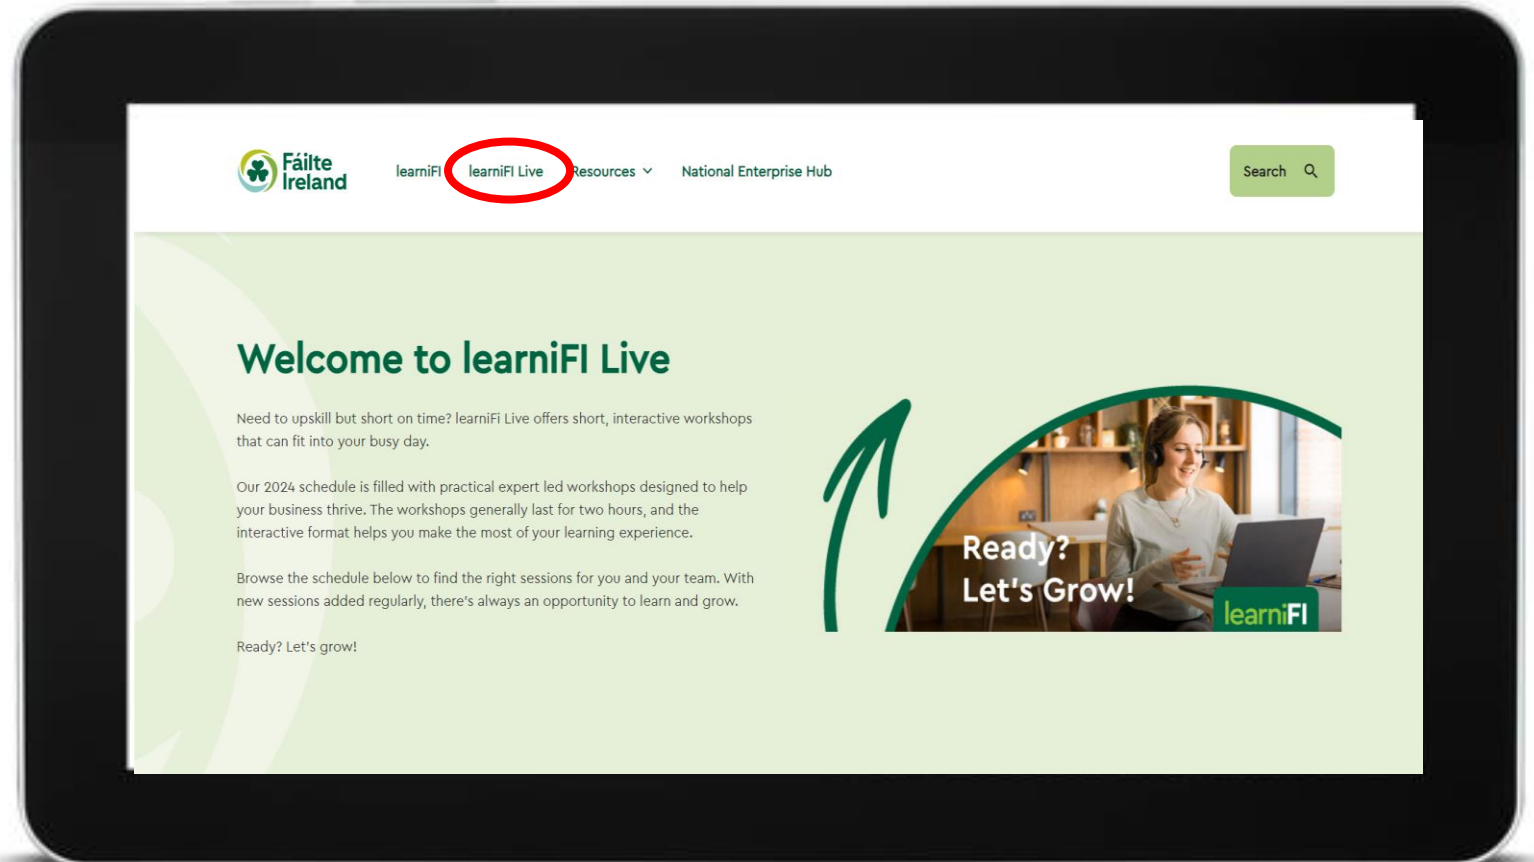 Fáilte
Ireland
learniFI
learniFI Live
Resources
National Enterprise Hub
Search
Welcome to learniFI Live
Need to upskill but short on time? learniFi Live offers short, interactive workshops
that can fit into your busy day.
Our 2024 schedule is filled with practical expert led workshops designed to help
your business thrive. The workshops generally last for two hours, and the
interactive format helps you make the most of your learning experience.
Browse the schedule below to find the right sessions for you and your team. With
new sessions added regularly, there's always an opportunity to learn and grow.
Ready? Let's grow!
Ready?
Let's Grow!
learniFI